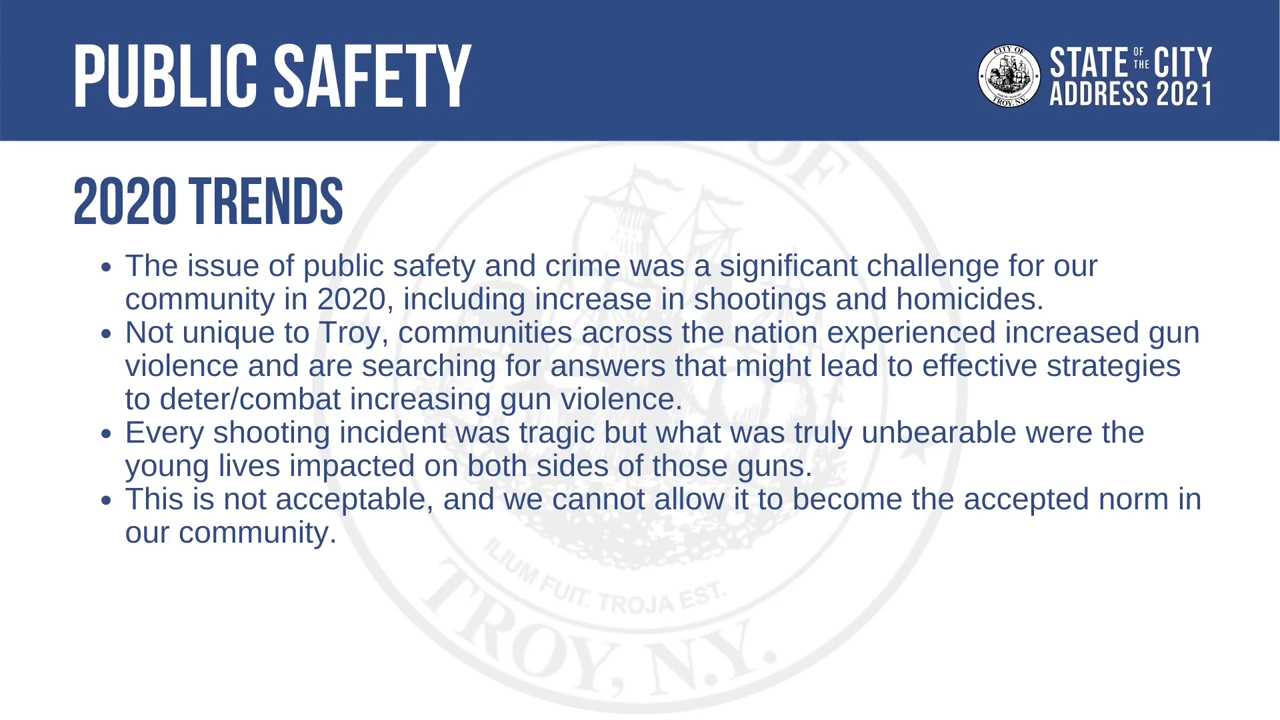 PUBLIC SAFETY
CITY OF
TROY, N.Y.
STATE OF THE CITY
ADDRESS 2021
2020 TRENDS
• The issue of public safety and crime was a significant challenge for our
community in 2020, including increase in shootings and homicides.
• Not unique to Troy, communities across the nation experienced increased gun
violence and are searching for answers that might lead to effective strategies
to deter/combat increasing gun violence.
• Every shooting incident was tragic but what was truly unbearable were the
young lives impacted on both sides of those guns.
• This is not acceptable, and we cannot allow it to become the accepted norm in
our community.
OF
ILIUM FUIT. TROJA EST.
TROY, N.Y.